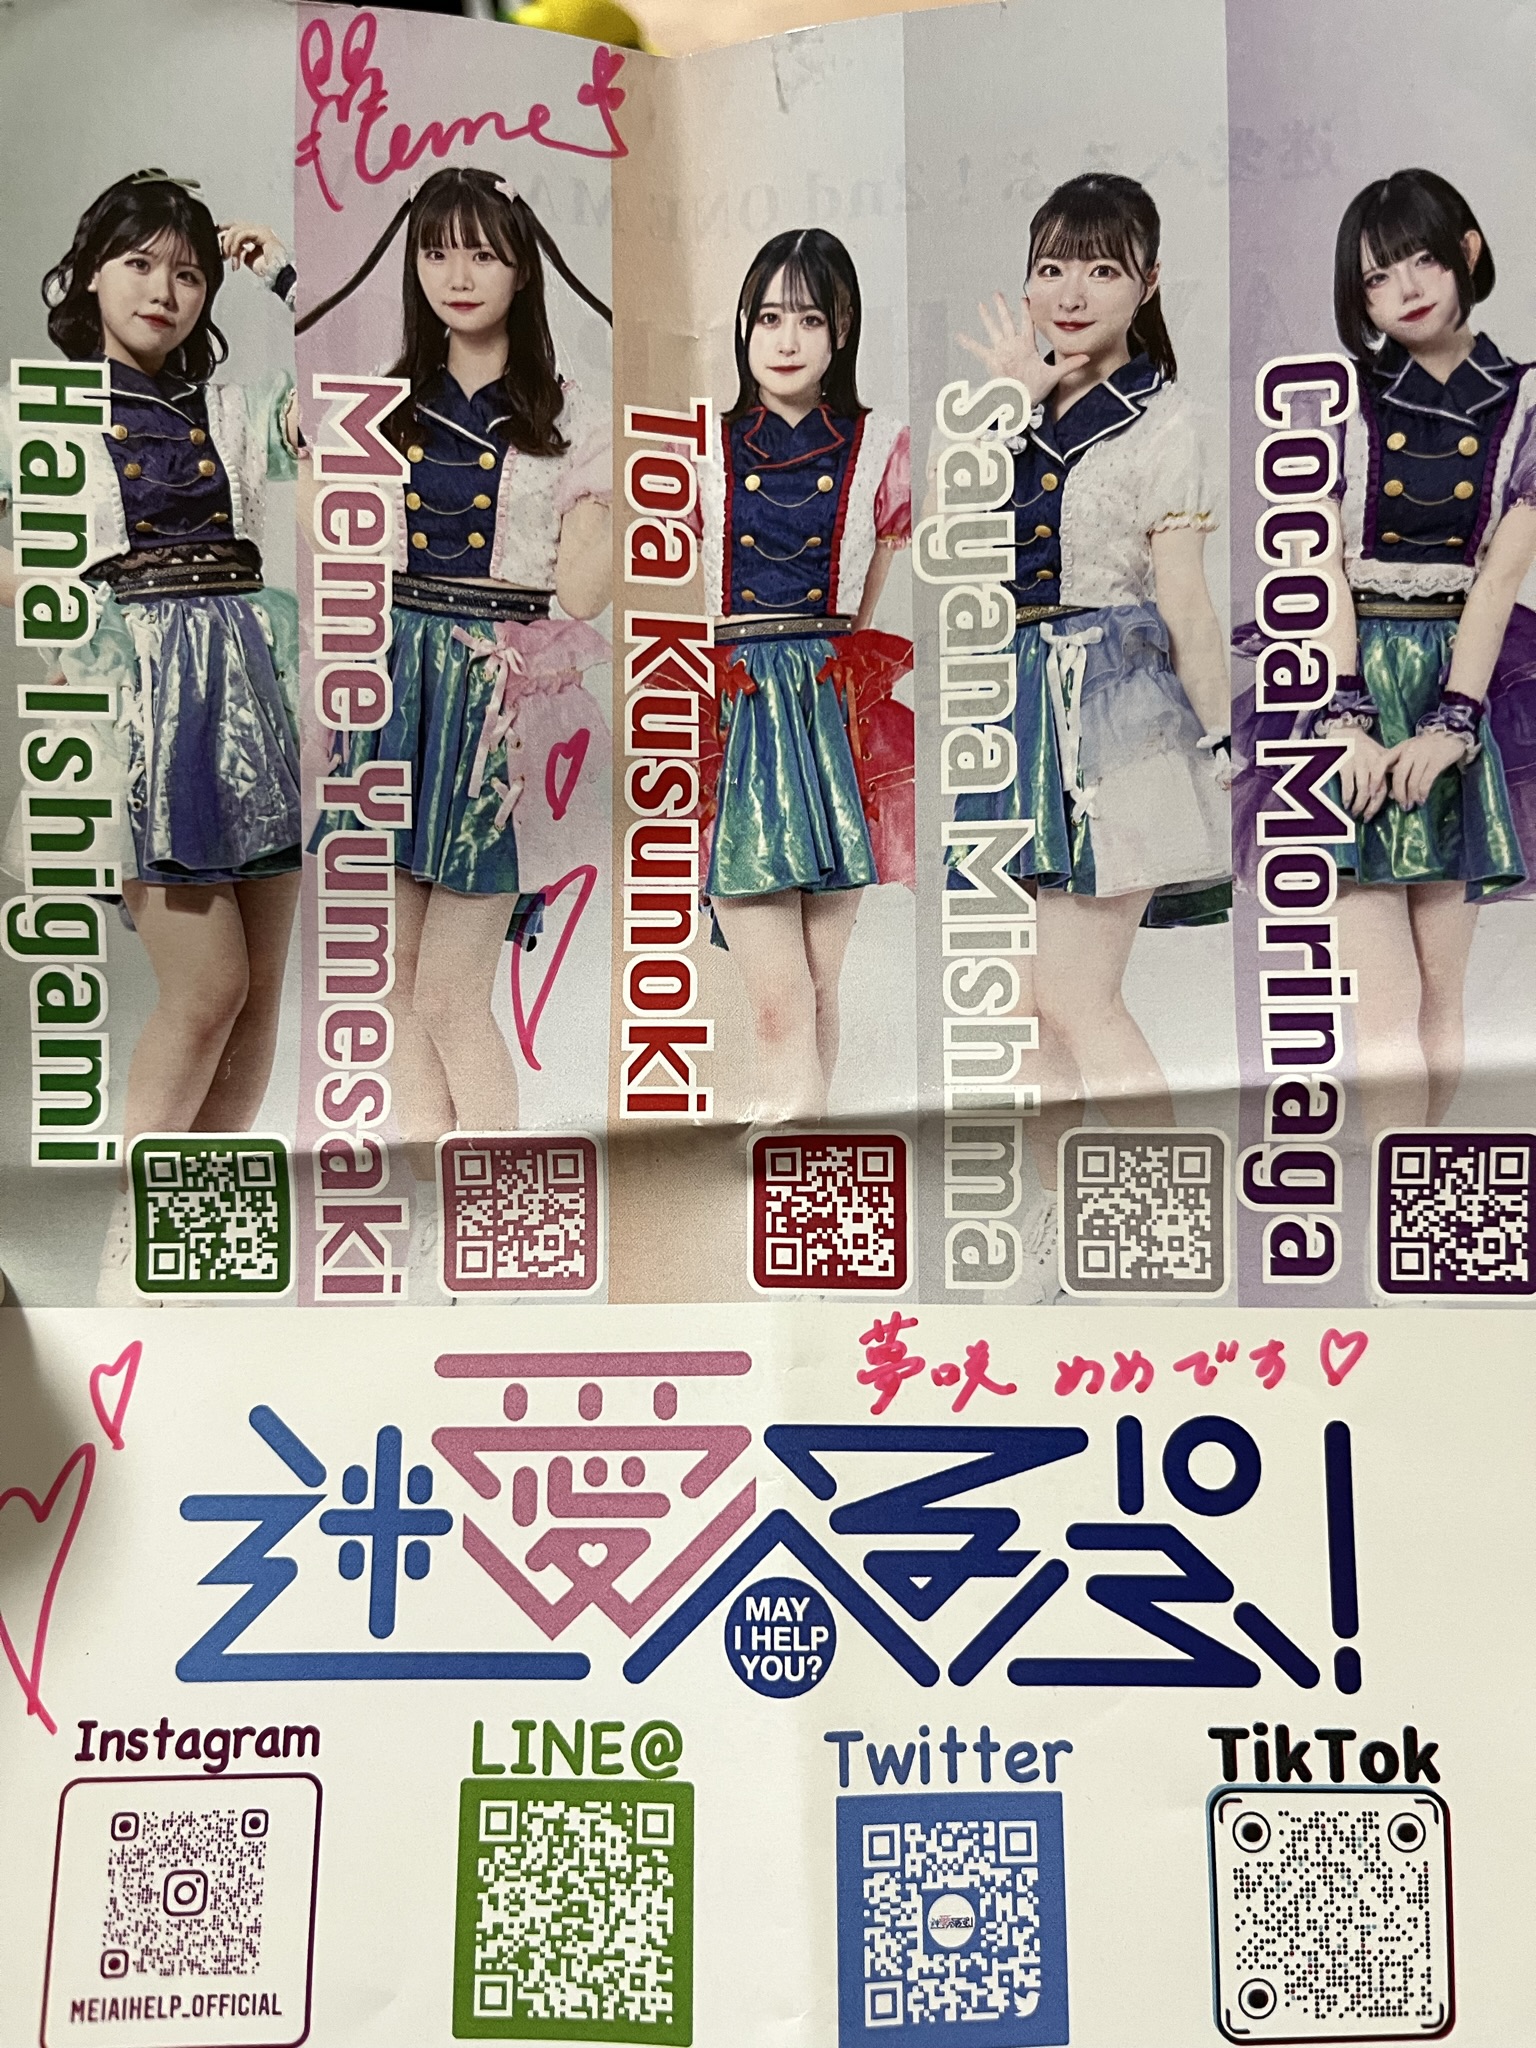 Meme
Hana Ishigami
Meme Yumesaki
Toa Kusunoki
Sayana Mishima
Cocoa Morinaga
夢咲 めめです♡
迷愛へるぷ!
MAY
I HELP
YOU?
Instagram
LINE@
Twitter
TikTok
MEIAIHELP_OFFICIAL